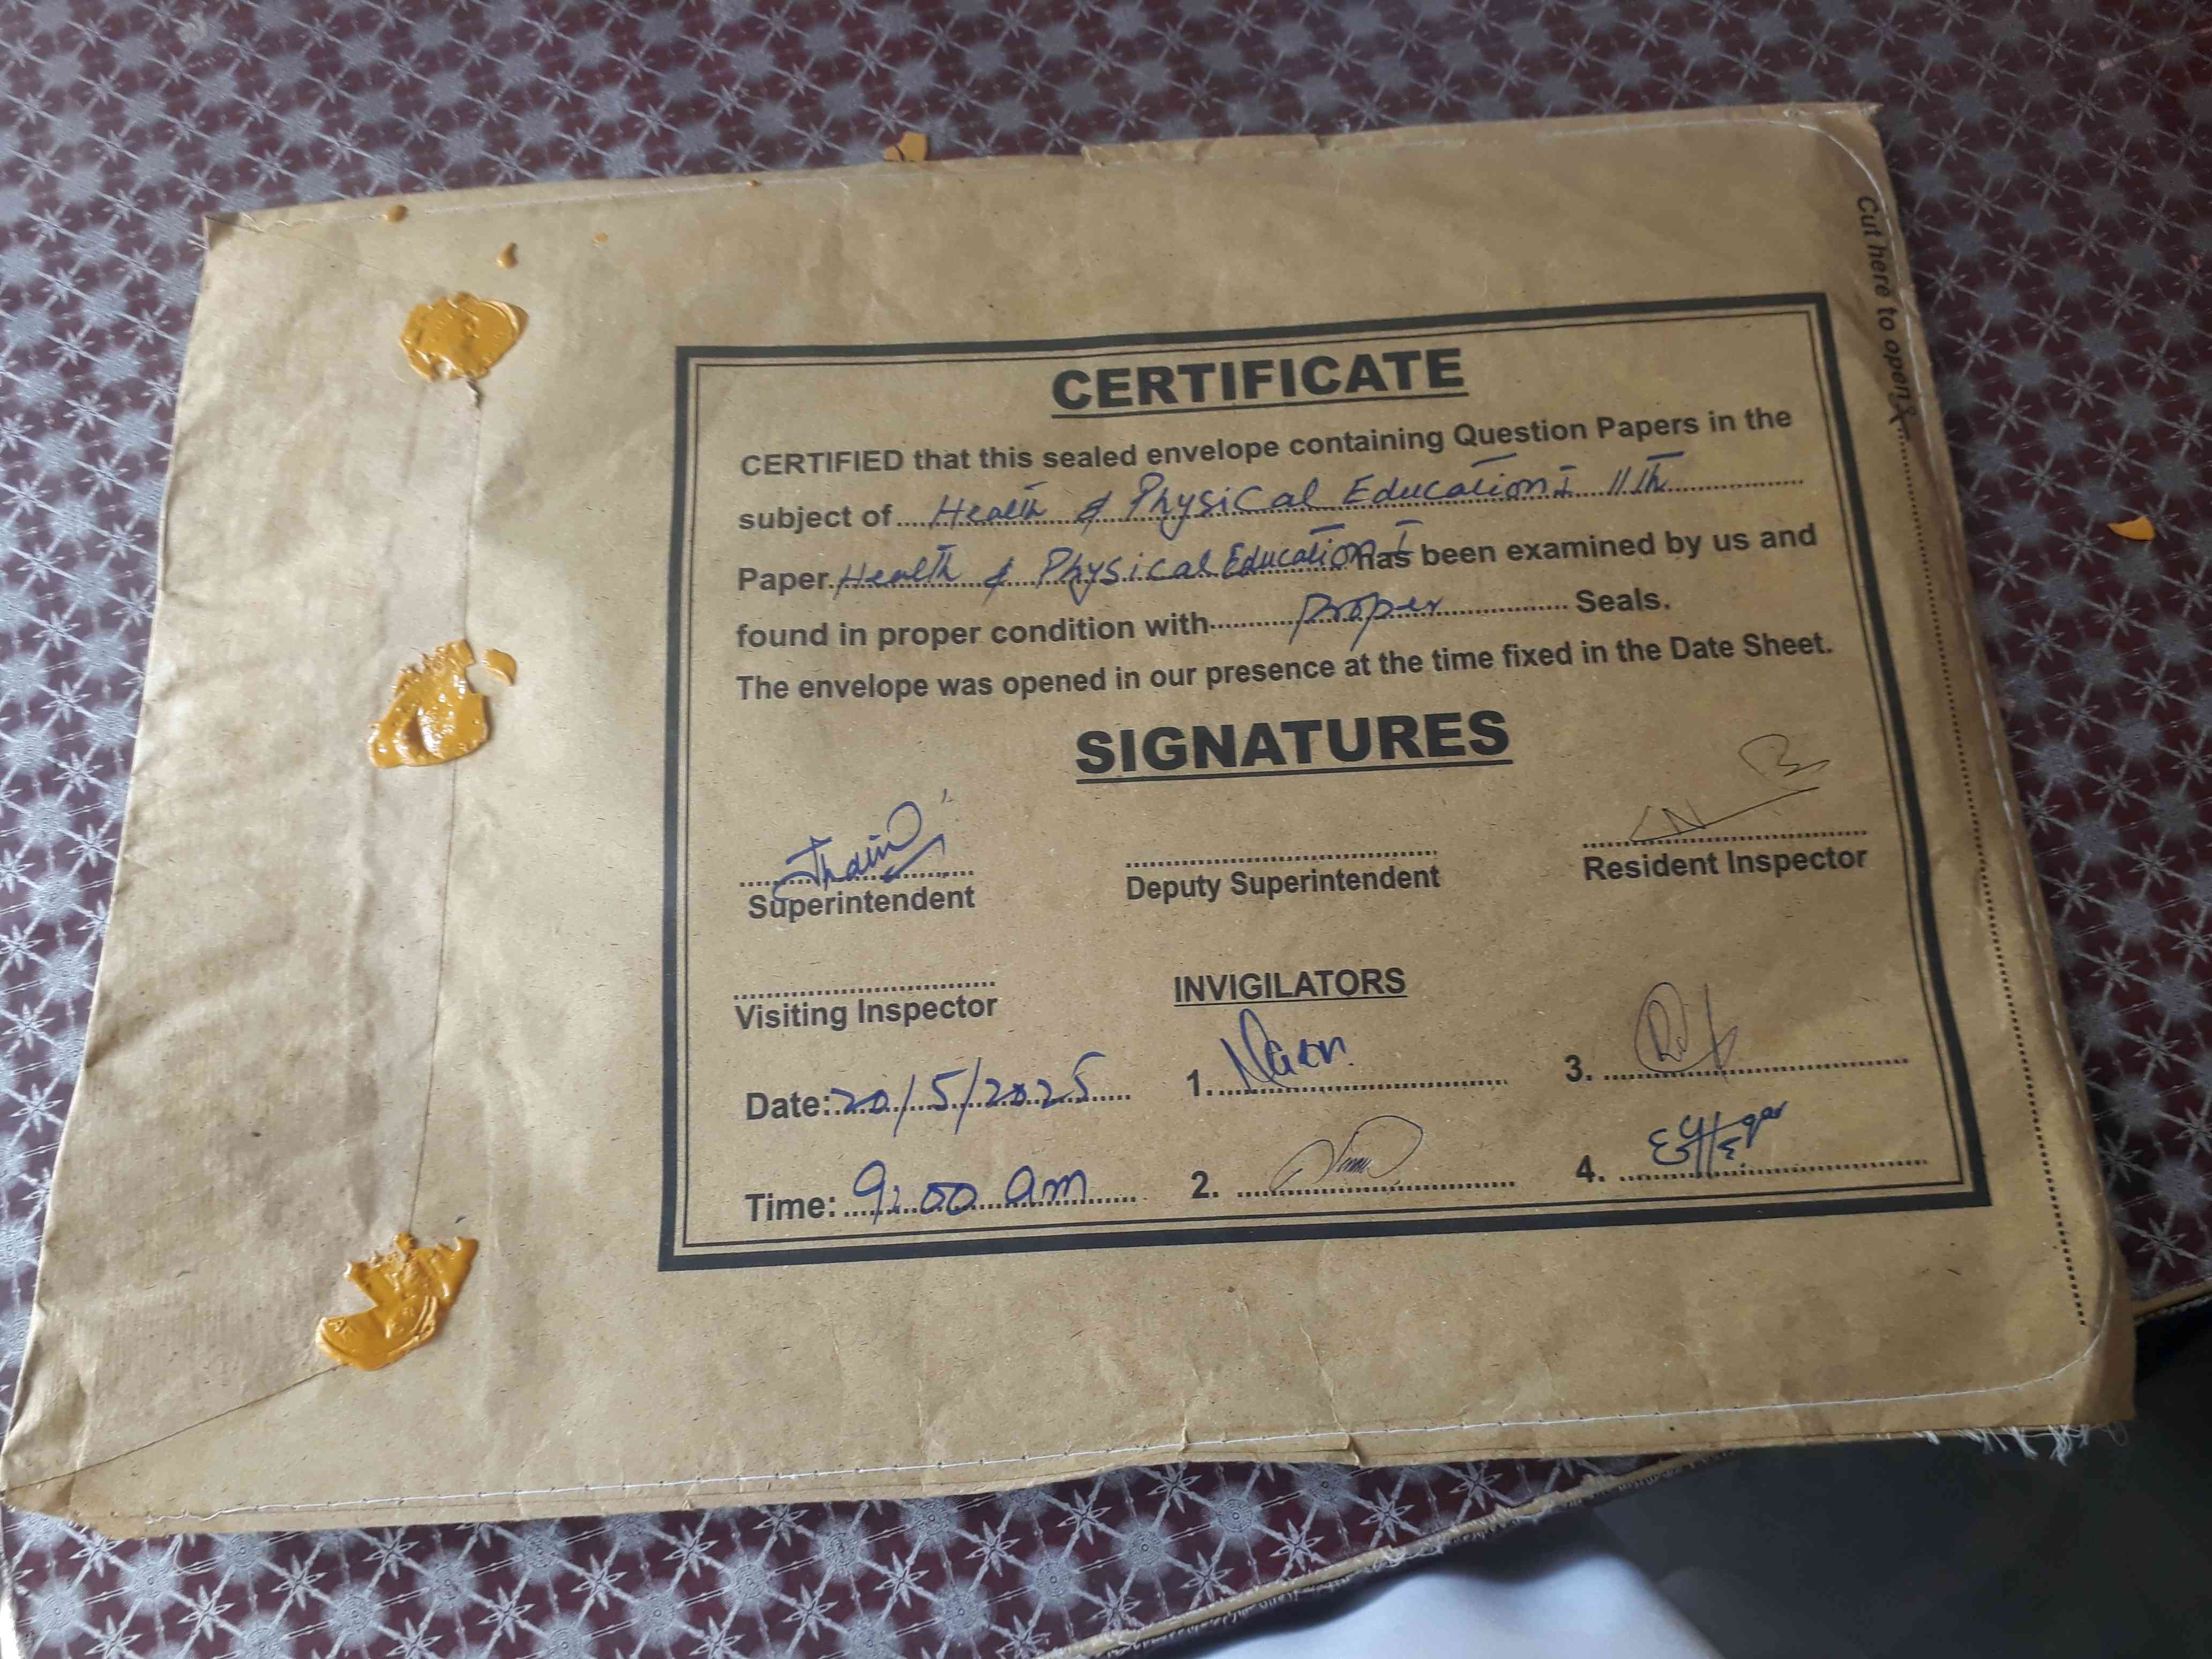 Cut here to open
CERTIFICATE
CERTIFIED that this sealed envelope containing Question Papers in the
subject of Health & Physical Education I 11th
Paper Health & Physical Education I has been examined by us and
found in proper condition with Proper Seals.
The envelope was opened in our presence at the time fixed in the Date Sheet.
SIGNATURES
Superintendent
Deputy Superintendent
Resident Inspector
Visiting Inspector
INVIGILATORS
Date: 20/5/2025
1.
3.
Time: 9:00 am
2.
4.